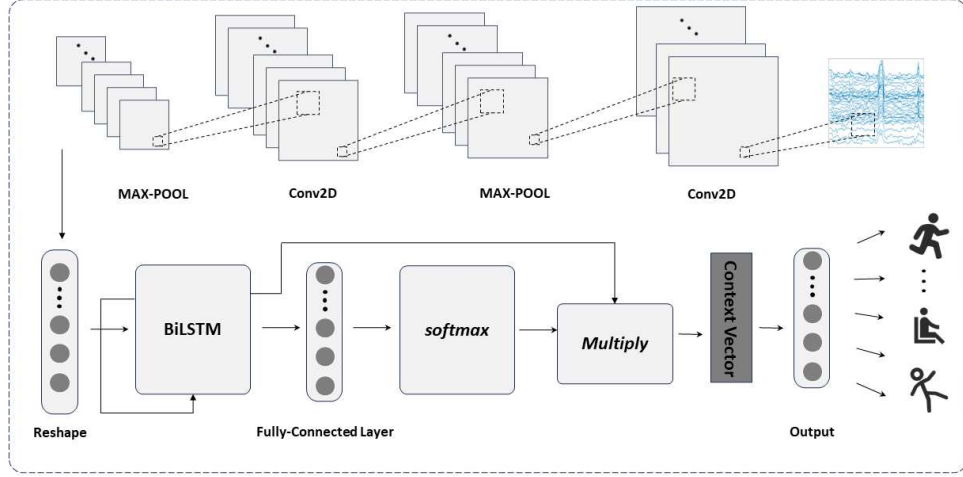 MAX-POOL
Conv2D
MAX-POOL
Conv2D
BiLSTM
softmax
Multiply
Context Vector
Reshape
Fully-Connected Layer
Output